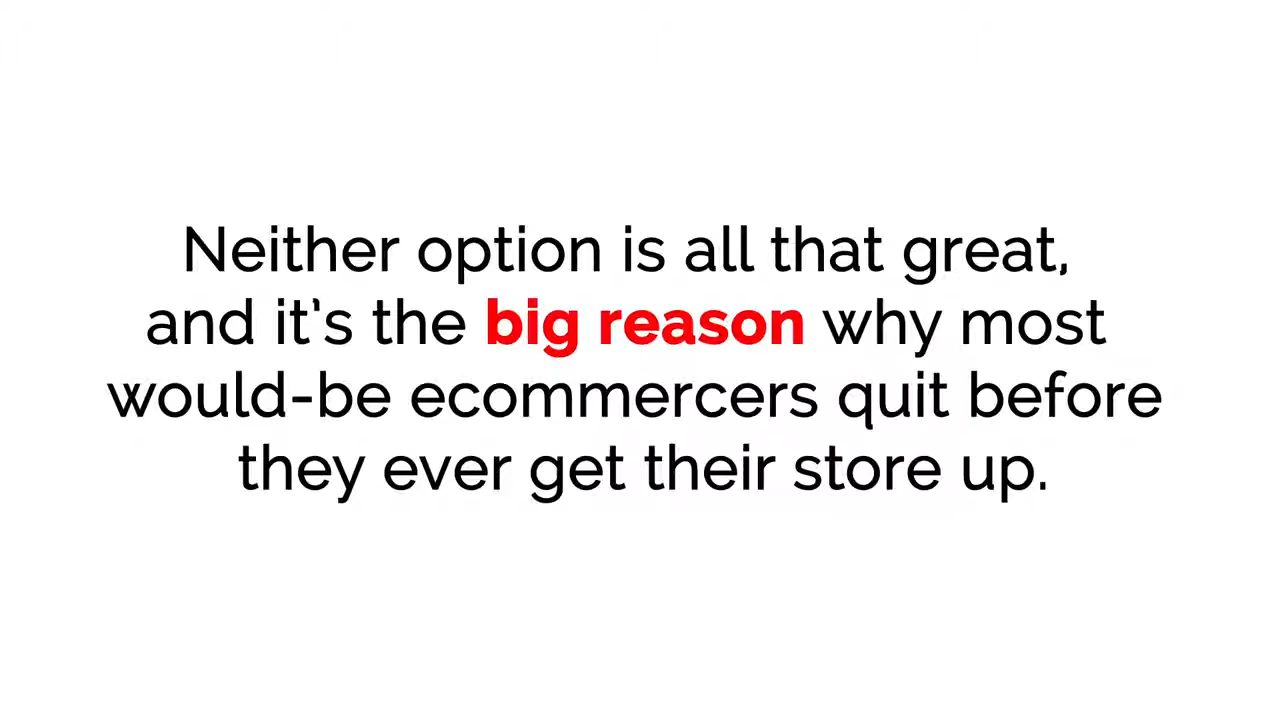 Neither option is all that great,
and it's the big reason why most
would-be ecommercers quit before
they ever get their store up.